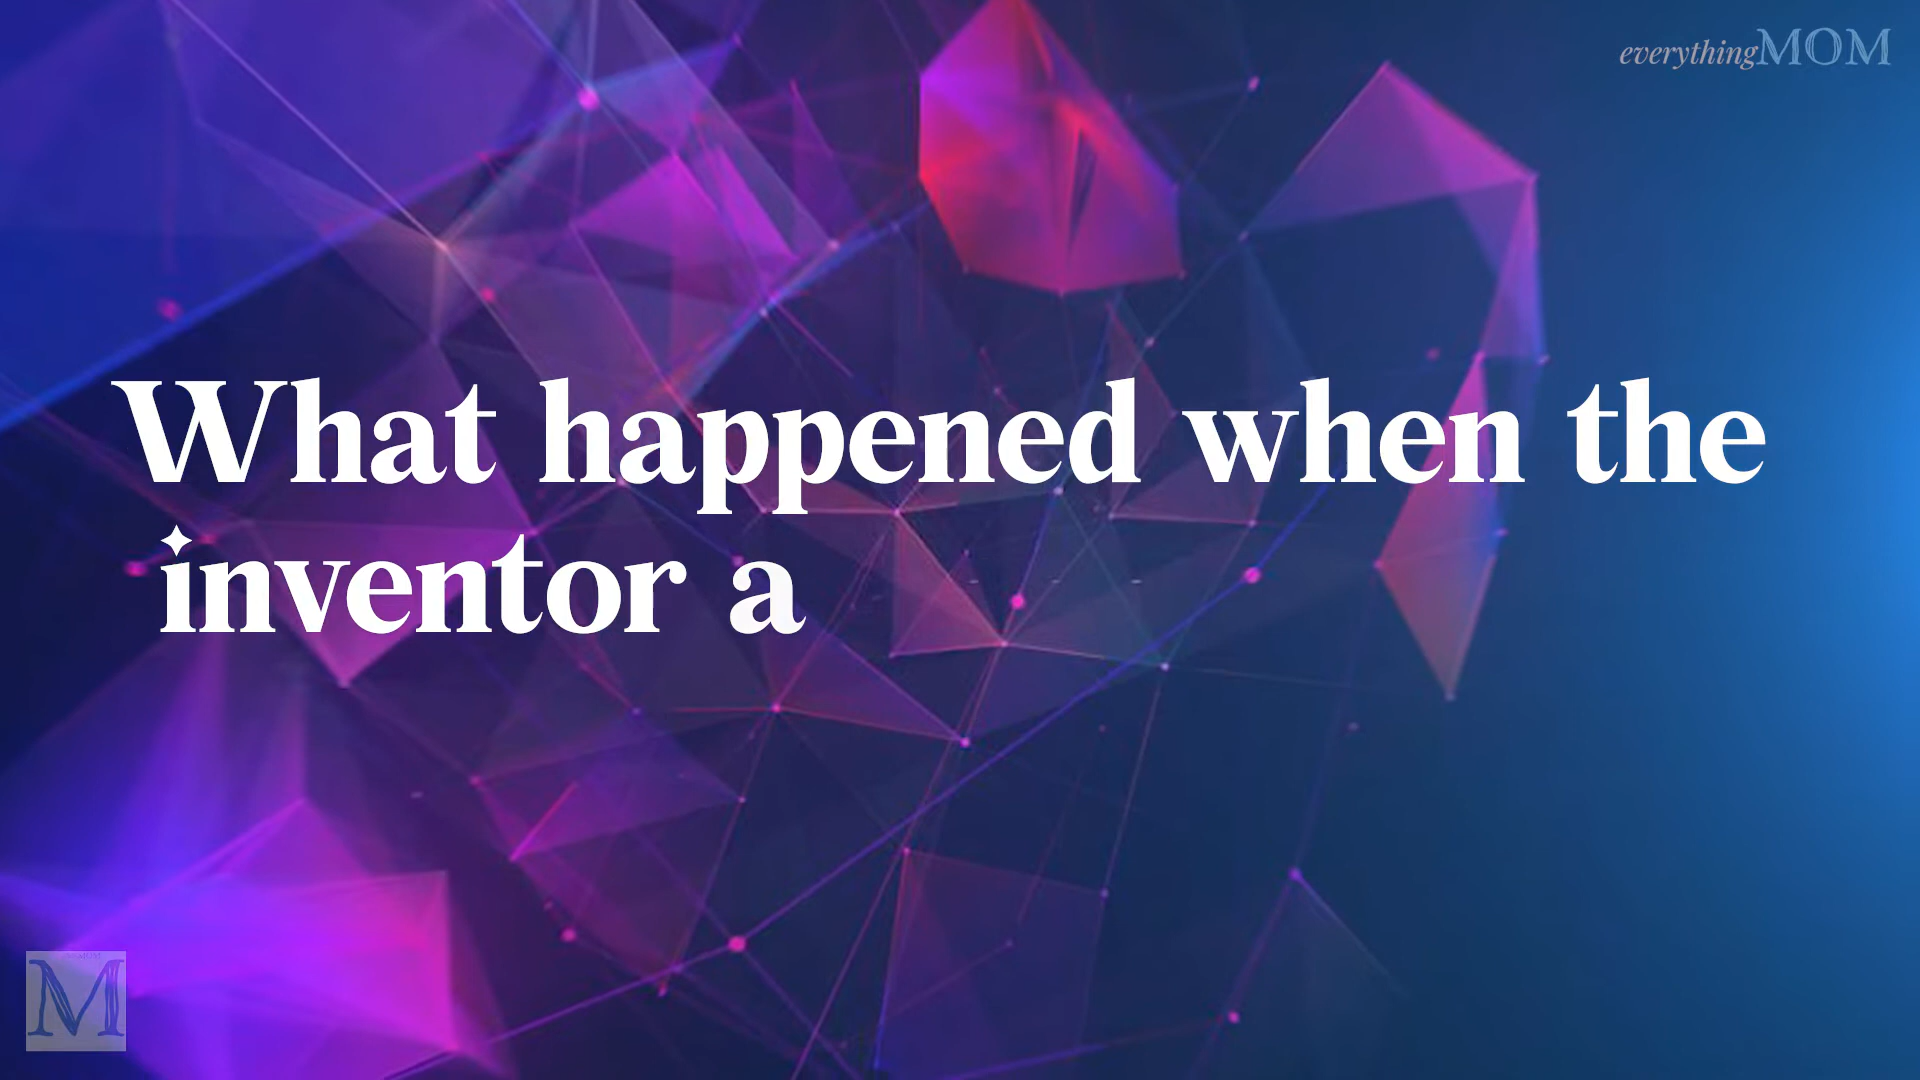 everythingMOM
What happened when the
inventor a
M